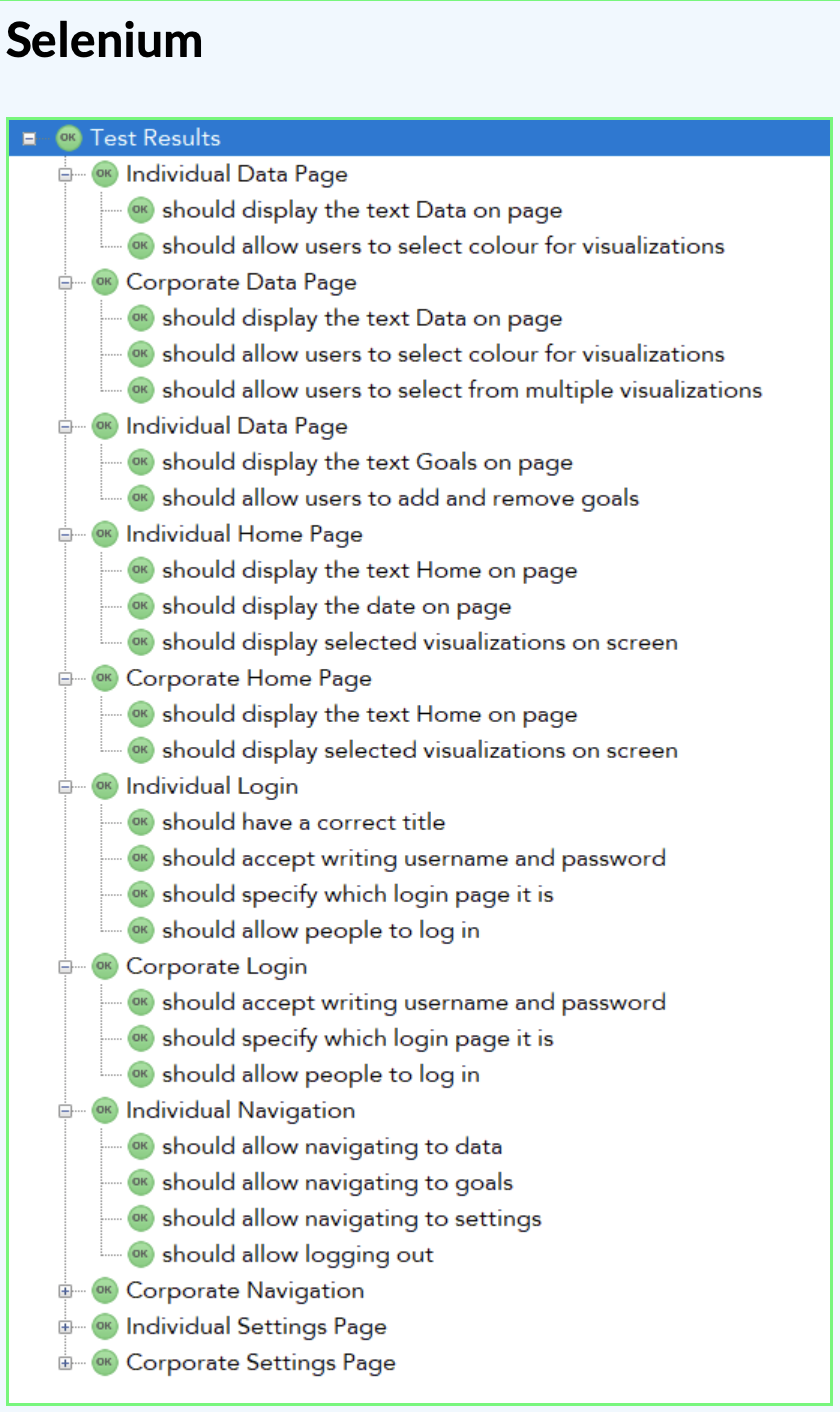 Selenium
OK Test Results
OK Individual Data Page
OK should display the text Data on page
OK should allow users to select colour for visualizations
OK Corporate Data Page
OK should display the text Data on page
OK should allow users to select colour for visualizations
OK should allow users to select from multiple visualizations
OK Individual Data Page
OK should display the text Goals on page
OK should allow users to add and remove goals
OK Individual Home Page
OK should display the text Home on page
OK should display the date on page
OK should display selected visualizations on screen
OK Corporate Home Page
OK should display the text Home on page
OK should display selected visualizations on screen
OK Individual Login
OK should have a correct title
OK should accept writing username and password
OK should specify which login page it is
OK should allow people to log in
OK Corporate Login
OK should accept writing username and password
OK should specify which login page it is
OK should allow people to log in
OK Individual Navigation
OK should allow navigating to data
OK should allow navigating to goals
OK should allow navigating to settings
OK should allow logging out
OK Corporate Navigation
OK Individual Settings Page
OK Corporate Settings Page